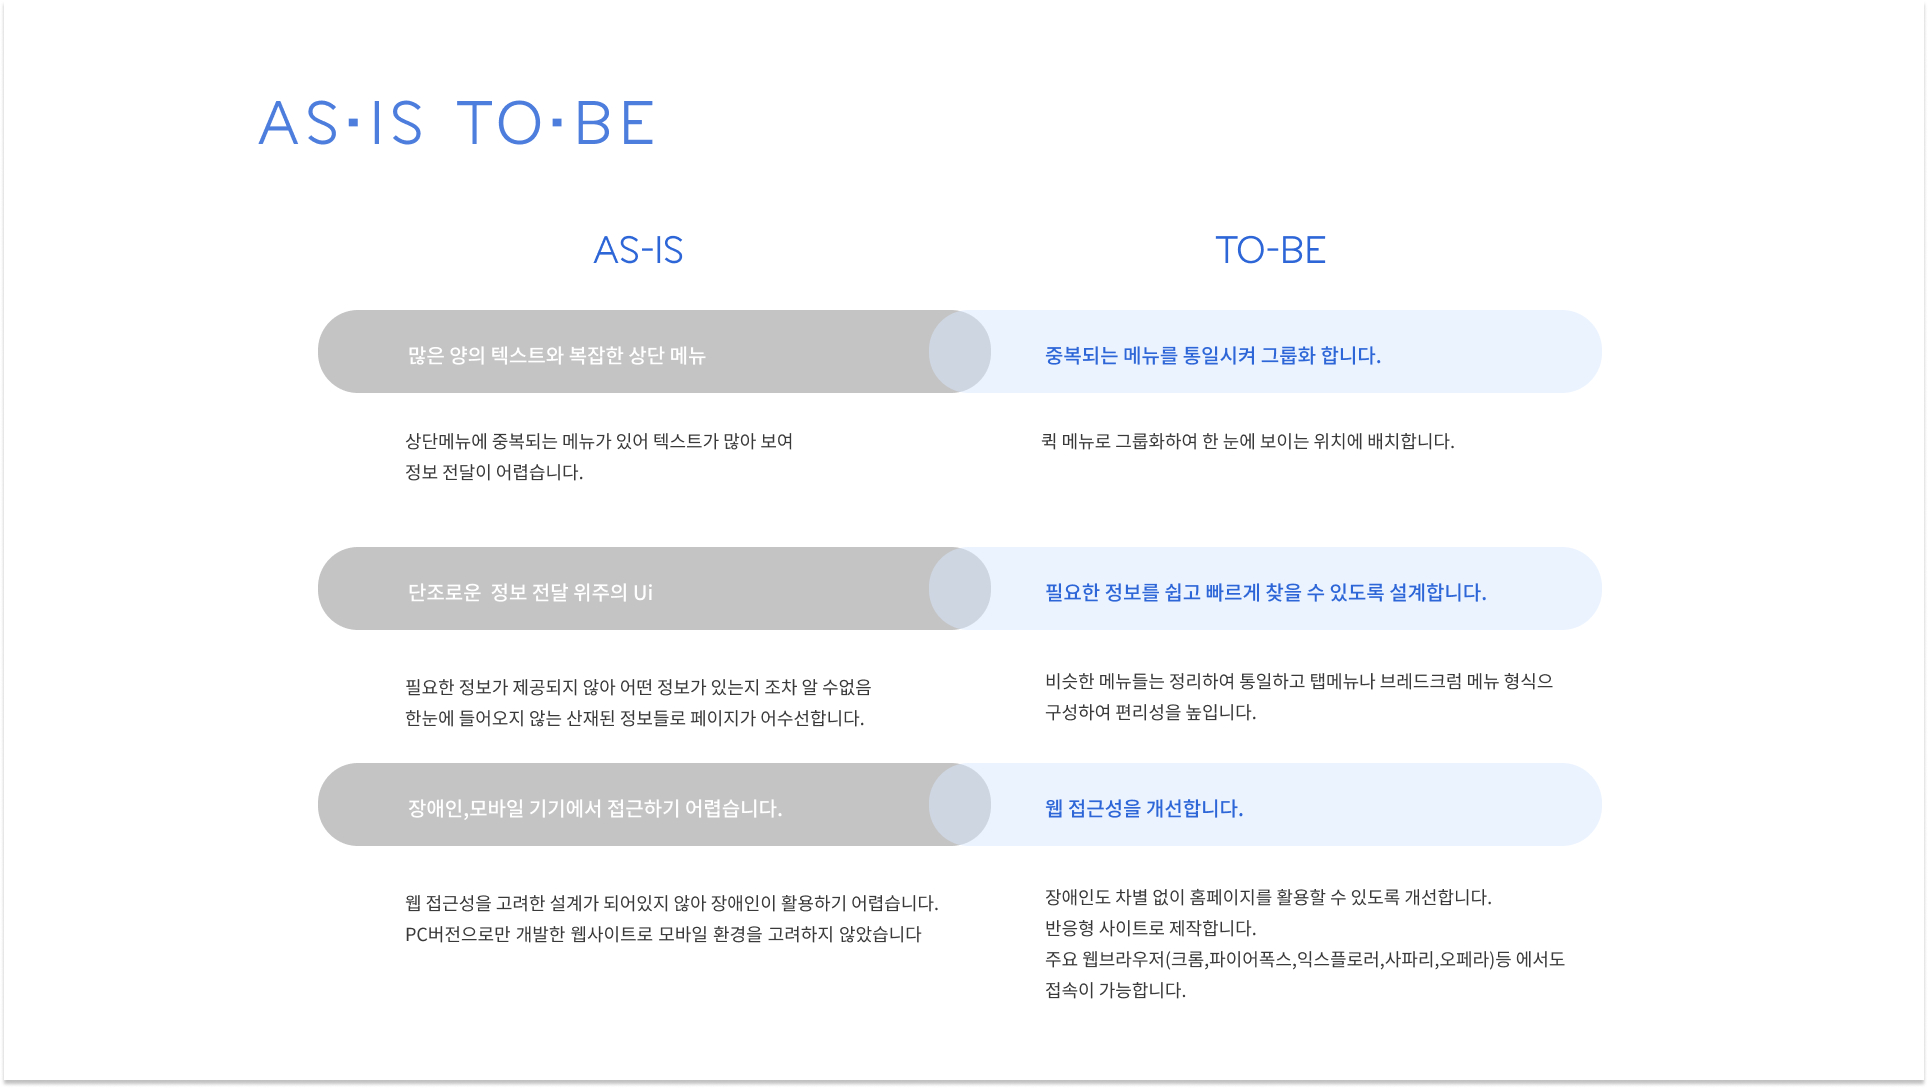 AS·IS TO·BE
AS-IS
TO-BE
많은 양의 텍스트와 복잡한 상단 메뉴
중복되는 메뉴를 통일시켜 그룹화 합니다.
상단메뉴에 중복되는 메뉴가 있어 텍스트가 많아 보여
정보 전달이 어렵습니다.
퀵 메뉴로 그룹화하여 한 눈에 보이는 위치에 배치합니다.
단조로운 정보 전달 위주의 Ui
필요한 정보를 쉽고 빠르게 찾을 수 있도록 설계합니다.
필요한 정보가 제공되지 않아 어떤 정보가 있는지 조차 알 수없음
한눈에 들어오지 않는 산재된 정보들로 페이지가 어수선합니다.
비슷한 메뉴들는 정리하여 통일하고 탭메뉴나 브레드크럼 메뉴 형식으
구성하여 편리성을 높입니다.
장애인,모바일 기기에서 접근하기 어렵습니다.
웹 접근성을 개선합니다.
웹 접근성을 고려한 설계가 되어있지 않아 장애인이 활용하기 어렵습니다.
PC버전으로만 개발한 웹사이트로 모바일 환경을 고려하지 않았습니다
장애인도 차별 없이 홈페이지를 활용할 수 있도록 개선합니다.
반응형 사이트로 제작합니다.
주요 웹브라우저(크롬,파이어폭스,익스플로러,사파리,오페라)등 에서도
접속이 가능합니다.